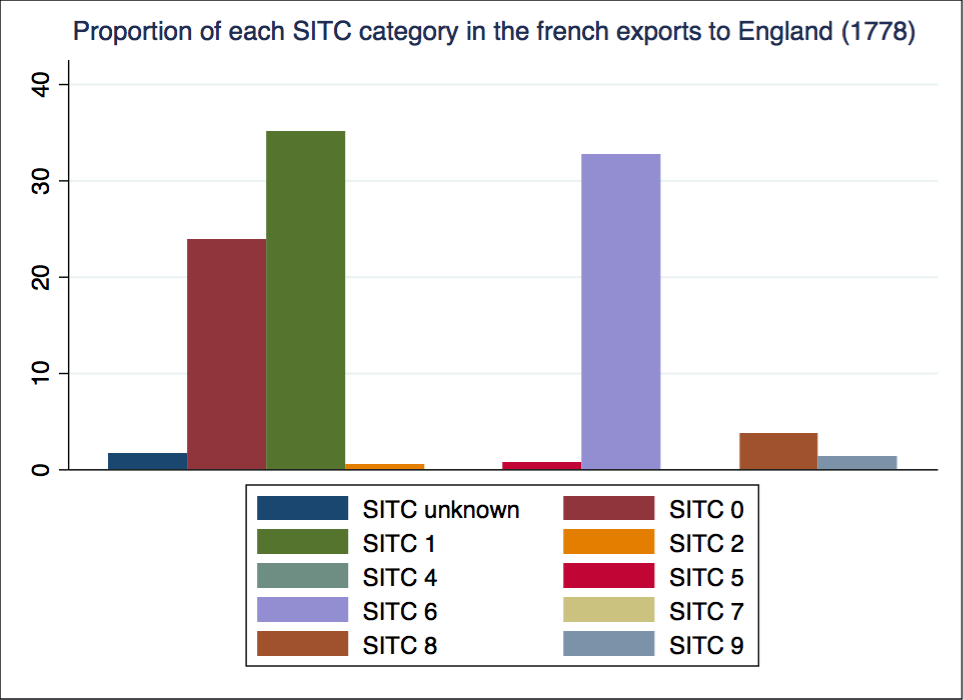 Proportion of each SITC category in the french exports to England (1778)
40
30
20
10
0
SITC unknown SITC 0
SITC 1 SITC 2
SITC 4 SITC 5
SITC 6 SITC 7
SITC 8 SITC 9